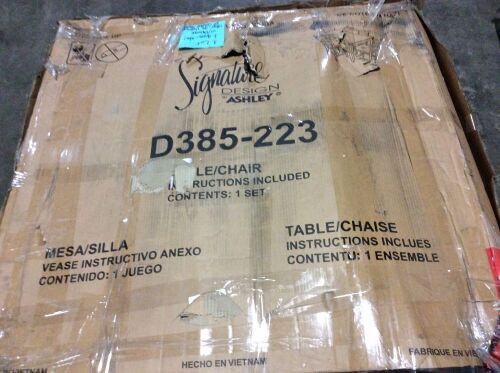 Signature
DESIGN
BY ASHLEY®
D385-223
LE/CHAIR
INSTRUCTIONS INCLUDED
CONTENTS: 1 SET
MESA/SILLA
VEASE INSTRUCTIVO ANEXO
CONTENIDO: 1 JUEGO
TABLE/CHAISE
INSTRUCTIONS INCLUES
CONTENTU: 1 ENSEMBLE
HECHO EN VIETNAM
FABRIQUE EN VIE
VIETNAM